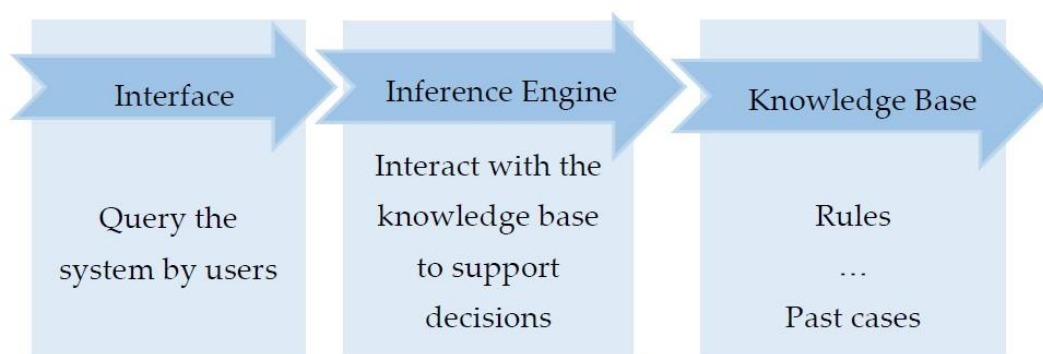 Interface
Query the
system by users
Inference Engine
Interact with the
knowledge base
to support
decisions
Knowledge Base
Rules
…
Past cases